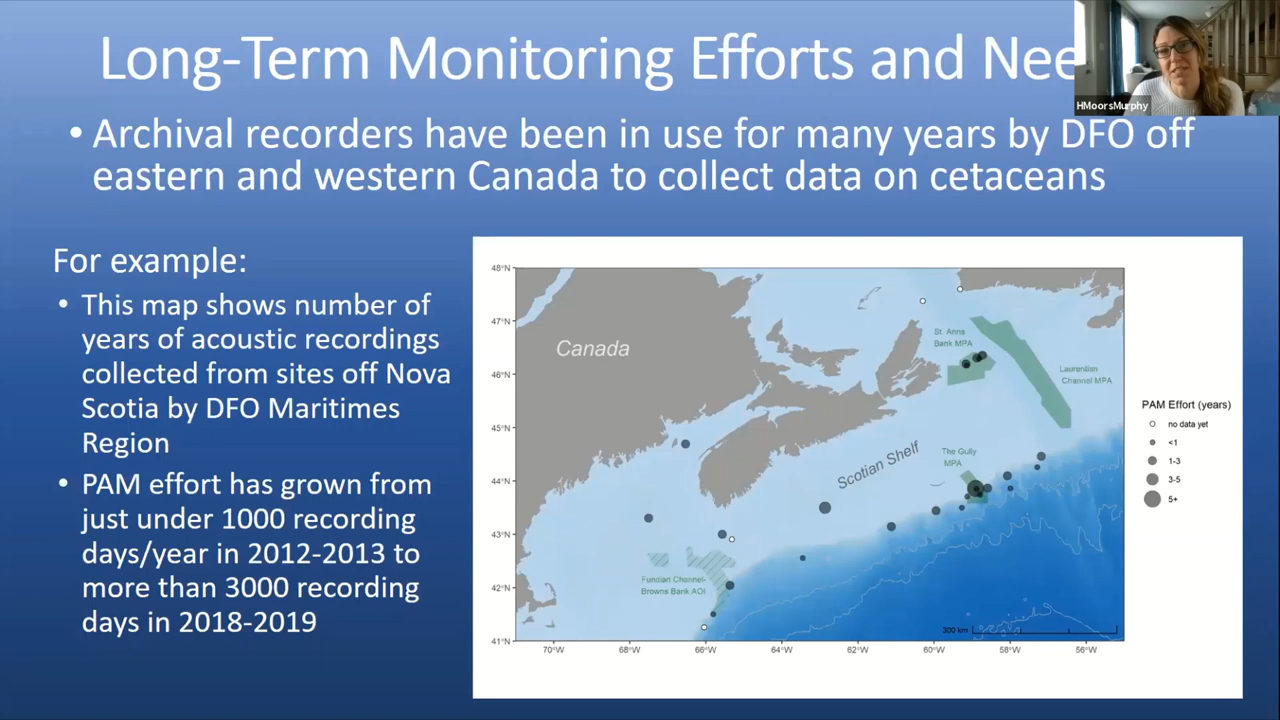 Long-Term Monitoring Efforts and Nee
HMoorsMurphy
• Archival recorders have been in use for many years by DFO off
eastern and western Canada to collect data on cetaceans
For example:
• This map shows number of
years of acoustic recordings
collected from sites off Nova
Scotia by DFO Maritimes
Region
• PAM effort has grown from
just under 1000 recording
days/year in 2012-2013 to
more than 3000 recording
days in 2018-2019
48°N
47°N
46°N
45°N
44°N
43°N
42°N
41°N
70°W 68°W 66°W 64°W 62°W 60°W 58°W 56°W
Canada
St. Anns
Bank MPA
Laurentian
Channel MPA
Scotian Shelf
The Gully
MPA
Fundian Channel-
Browns Bank AOI
300 km
PAM Effort (years)
no data yet
<1
1-3
3-5
5+